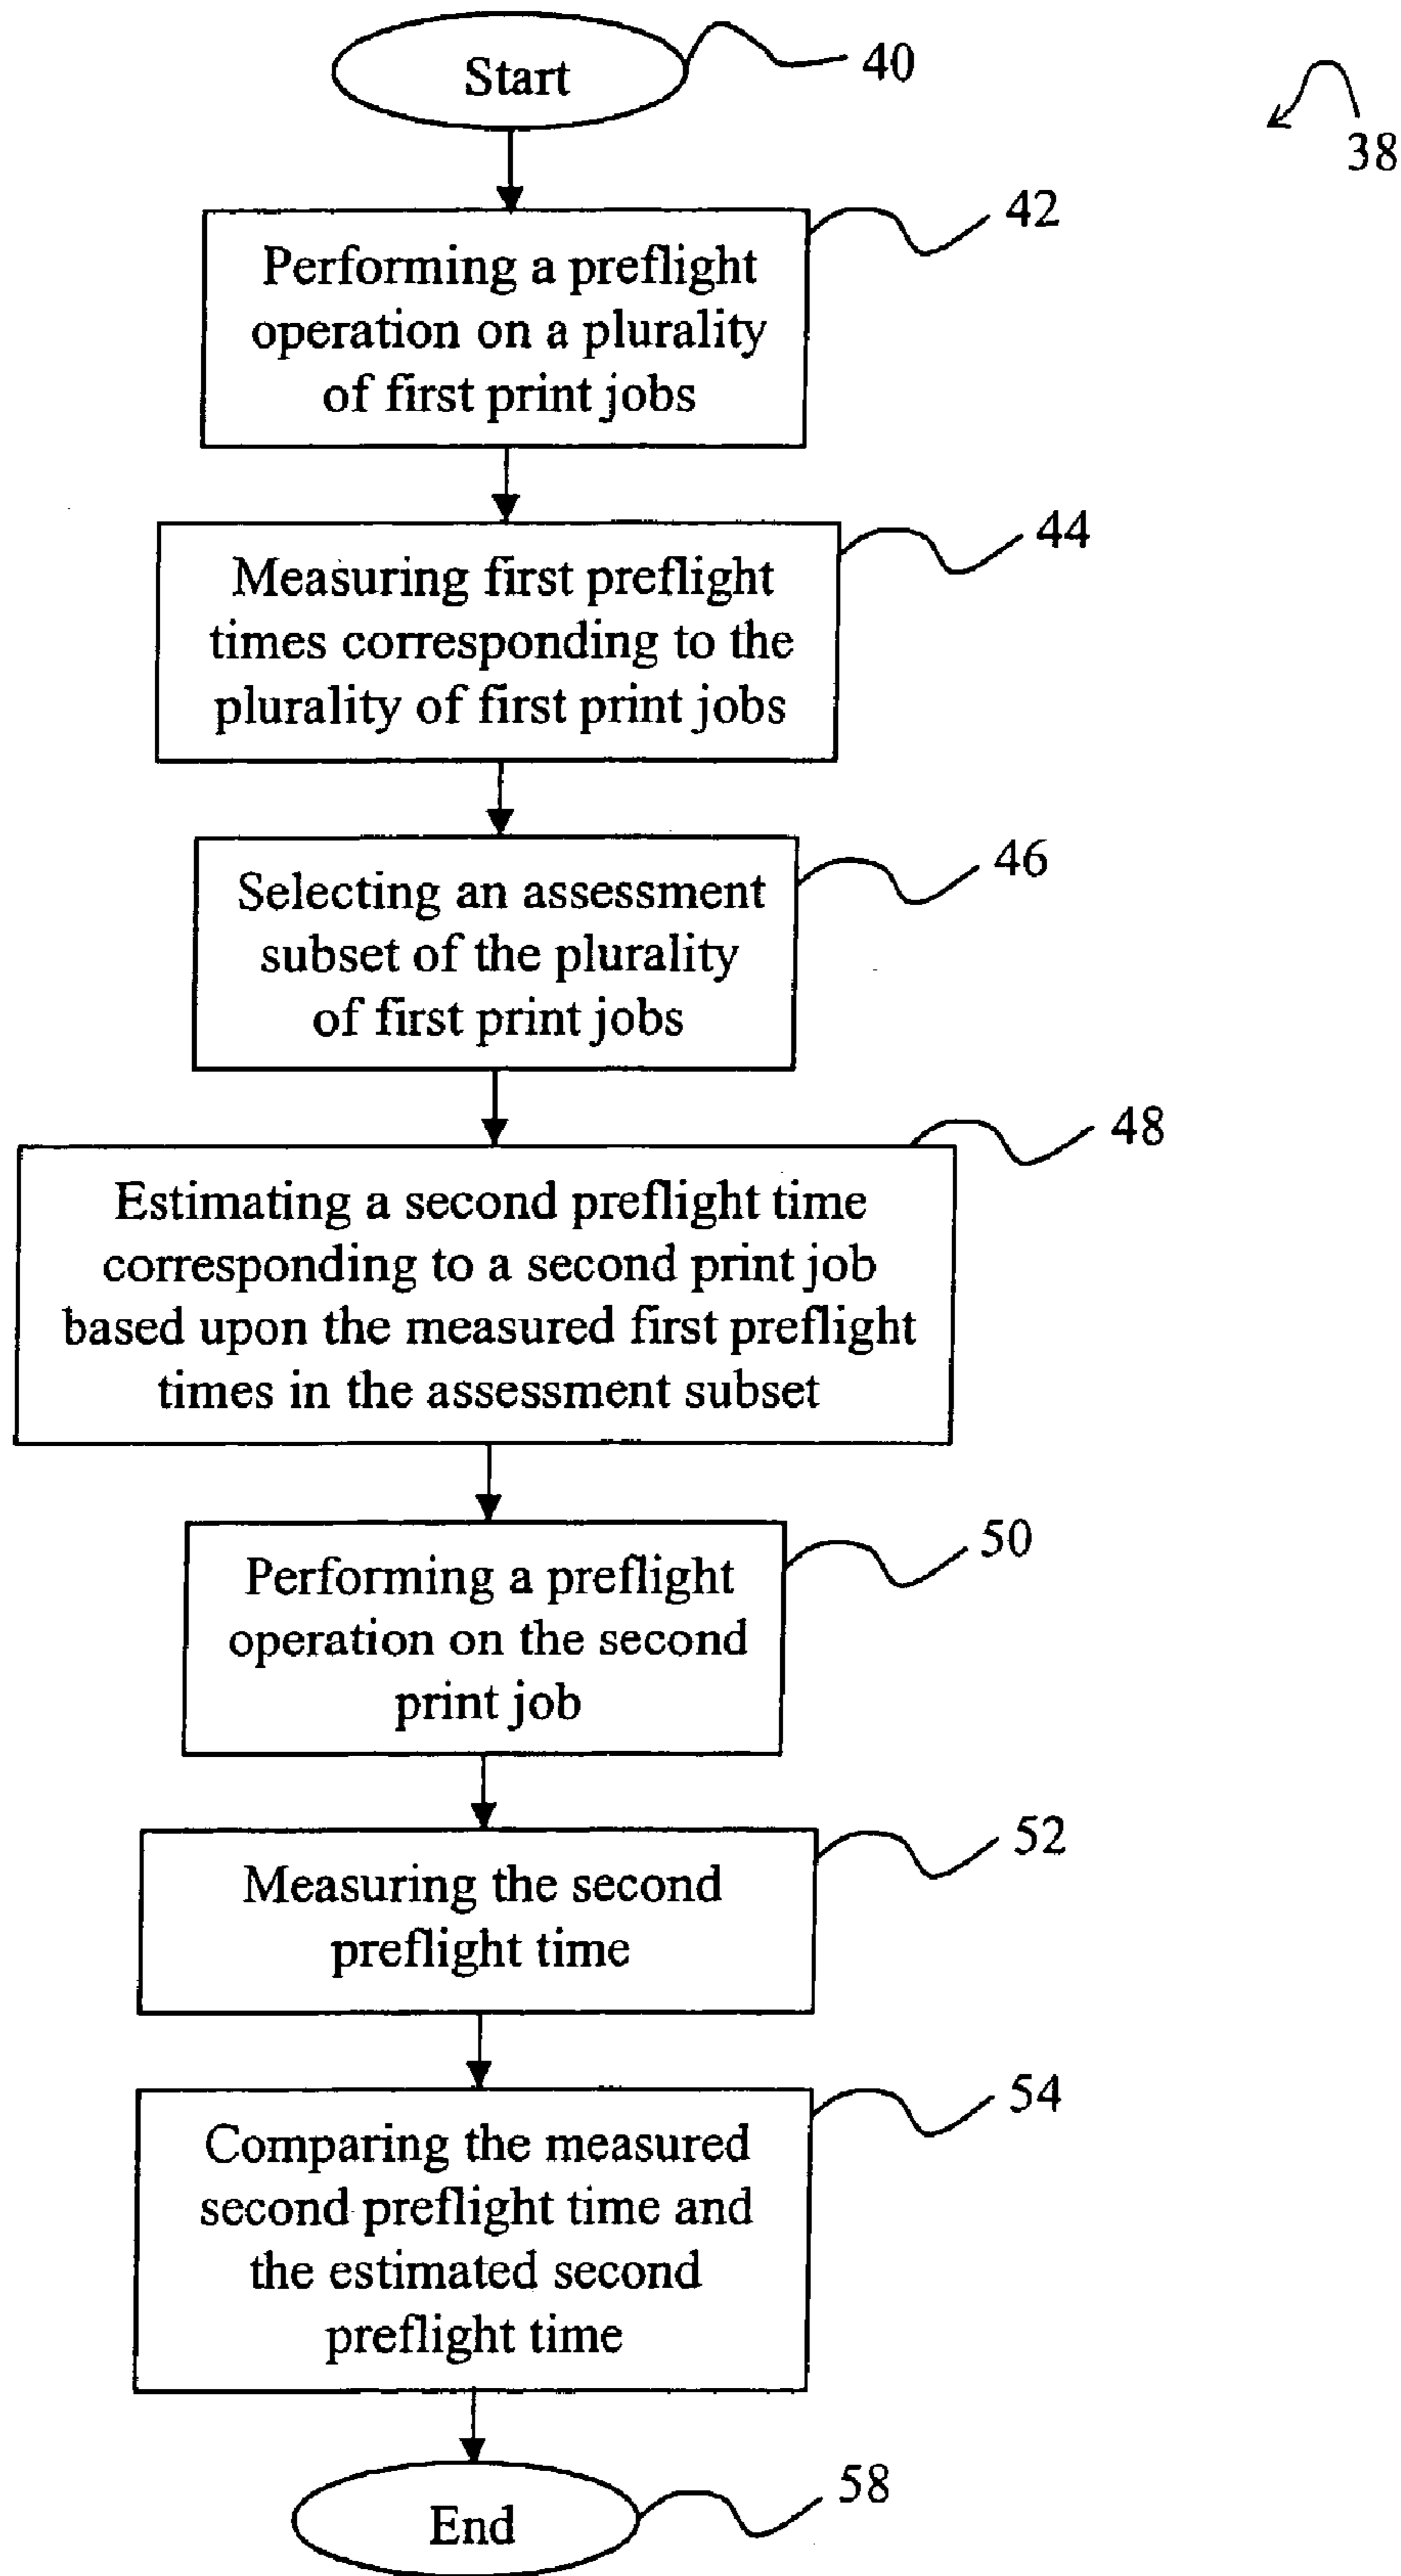 Start
40
38
42
Performing a preflight
operation on a plurality
of first print jobs
44
Measuring first preflight
times corresponding to the
plurality of first print jobs
46
Selecting an assessment
subset of the plurality
of first print jobs
48
Estimating a second preflight time
corresponding to a second print job
based upon the measured first preflight
times in the assessment subset
50
Performing a preflight
operation on the second
print job
52
Measuring the second
preflight time
54
Comparing the measured
second preflight time and
the estimated second
preflight time
58
End